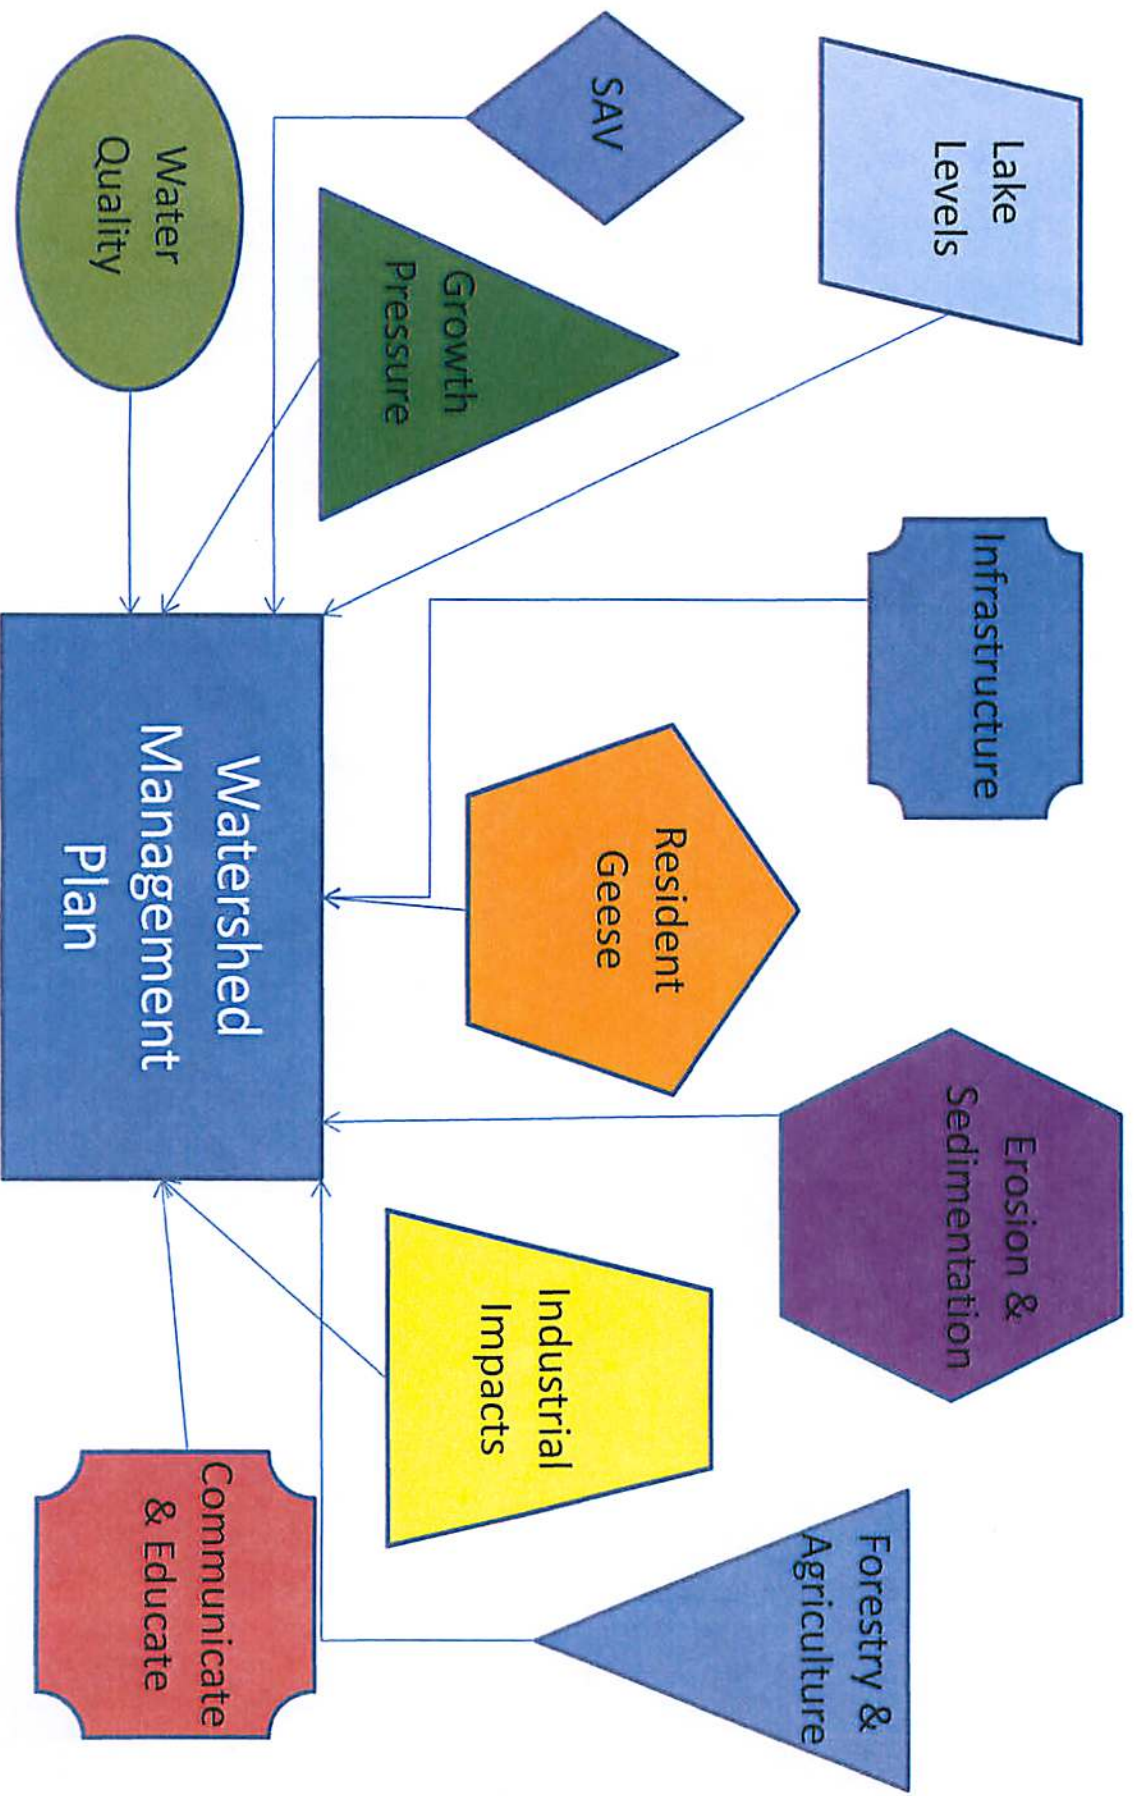 Lake
Levels
Infrastructure
Erosion &
Sedimentation
Forestry &
Agriculture
SAV
Growth
Pressure
Resident
Geese
Industrial
Impacts
Water
Quality
Watershed
Management
Plan
Communicate
& Educate